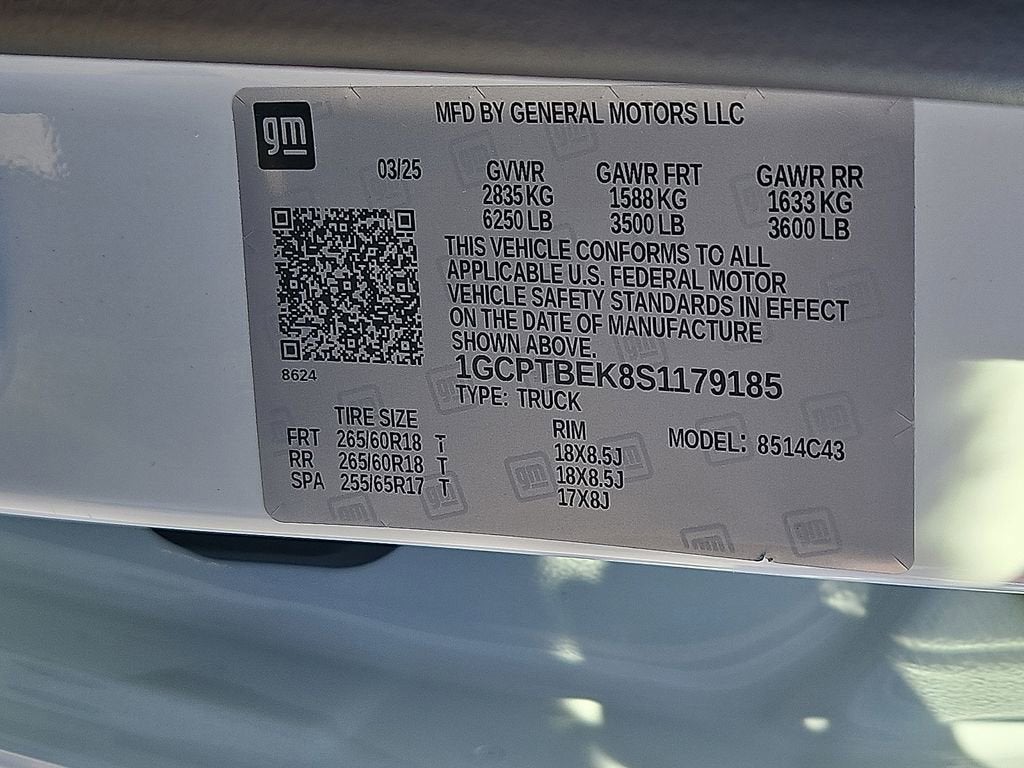 gm
MFD BY GENERAL MOTORS LLC
03/25 GVWR GAWR FRT GAWR RR
2835 KG 1588 KG 1633 KG
6250 LB 3500 LB 3600 LB
THIS VEHICLE CONFORMS TO ALL
APPLICABLE U.S. FEDERAL MOTOR
VEHICLE SAFETY STANDARDS IN EFFECT
ON THE DATE OF MANUFACTURE
SHOWN ABOVE.
8624
1GCPTBEK8S1179185
TYPE: TRUCK
TIRE SIZE RIM MODEL: 8514C43
FRT 265/60R18 T 18X8.5J
RR 265/60R18 T 18X8.5J
SPA 255/65R17 T 17X8J